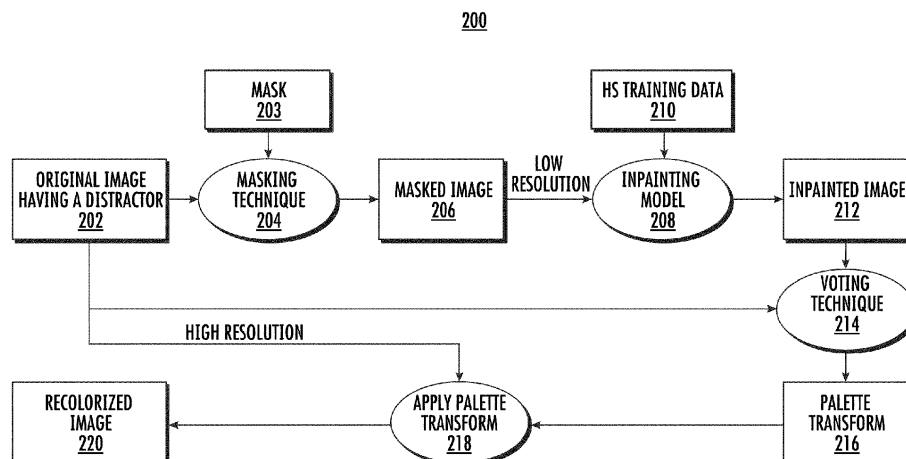 200
MASK
203
HS TRAINING DATA
210
ORIGINAL IMAGE
HAVING A DISTRACTOR
202
MASKING
TECHNIQUE
204
MASKED IMAGE
206
LOW
RESOLUTION
INPAINTING
MODEL
208
INPAINTED IMAGE
212
VOTING
TECHNIQUE
214
HIGH RESOLUTION
RECOLORIZED
IMAGE
220
APPLY PALETTE
TRANSFORM
218
PALETTE
TRANSFORM
216